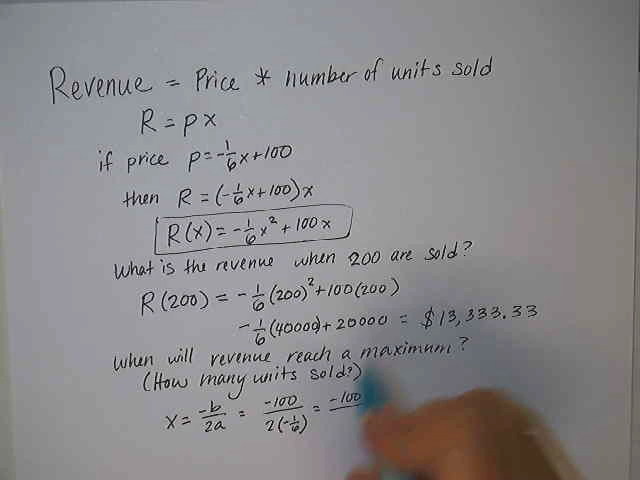 Revenue = Price * number of units sold
R = px
if price p = -1/6x + 100
then R = (-1/6x + 100)x
R(x) = -1/6x² + 100x
What is the revenue when 200 are sold?
R(200) = -1/6(200)² + 100(200)
-1/6(40000) + 20000 = $13,333.33
When will revenue reach a maximum?
(How many units sold?)
x = -b/2a = -100/2(-1/6) = -100